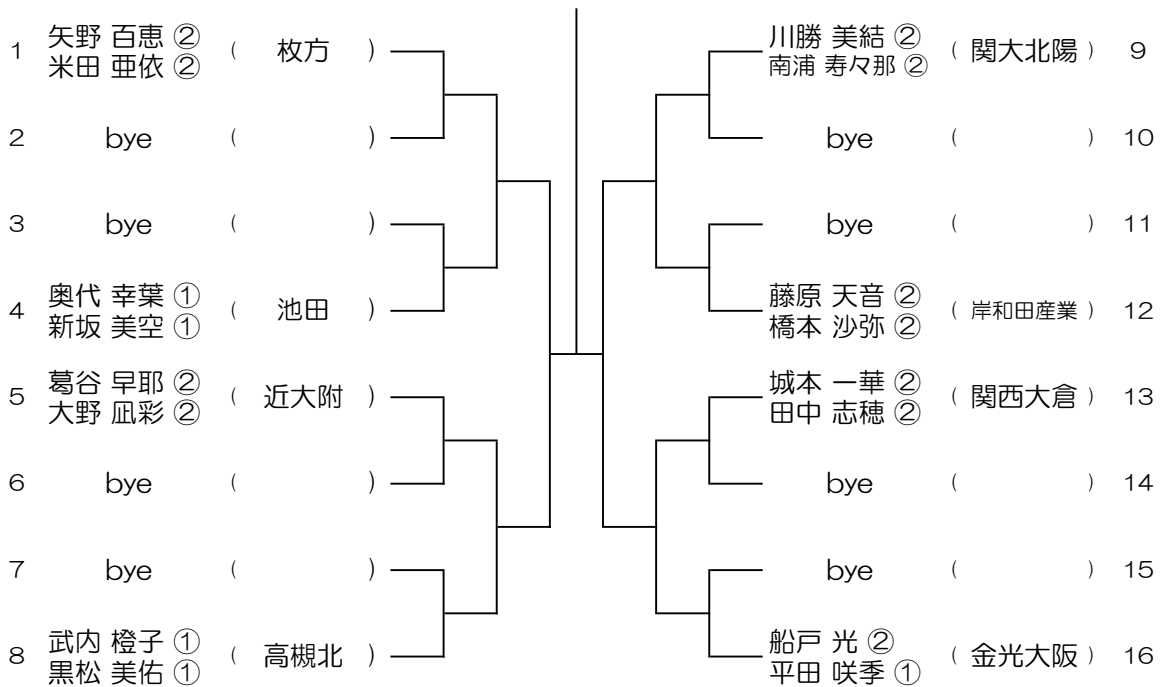 1 矢野 百恵 ② 米田 亜依 ② ( 枚方 )
2 bye ( )
3 bye ( )
4 奥代 幸葉 ① 新坂 美空 ① ( 池田 )
5 葛谷 早耶 ② 大野 凪彩 ② ( 近大附 )
6 bye ( )
7 bye ( )
8 武内 橙子 ① 黒松 美佑 ① ( 高槻北 )
川勝 美結 ② 南浦 寿々那 ② ( 関大北陽 ) 9
bye ( ) 10
bye ( ) 11
藤原 天音 ② 橋本 沙弥 ② ( 岸和田産業 ) 12
城本 一華 ② 田中 志穂 ② ( 関西大倉 ) 13
bye ( ) 14
bye ( ) 15
船戸 光 ② 平田 咲季 ① ( 金光大阪 ) 16